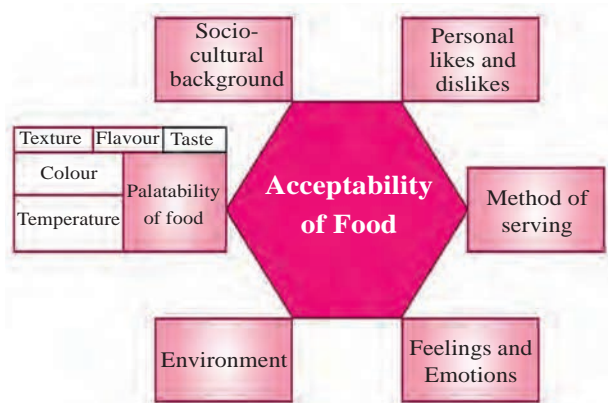 Socio-
cultural
background
Personal
likes and
dislikes
Texture
Flavour
Taste
Colour
Temperature
Palatability
of food
Acceptability
of Food
Method of
serving
Environment
Feelings and
Emotions